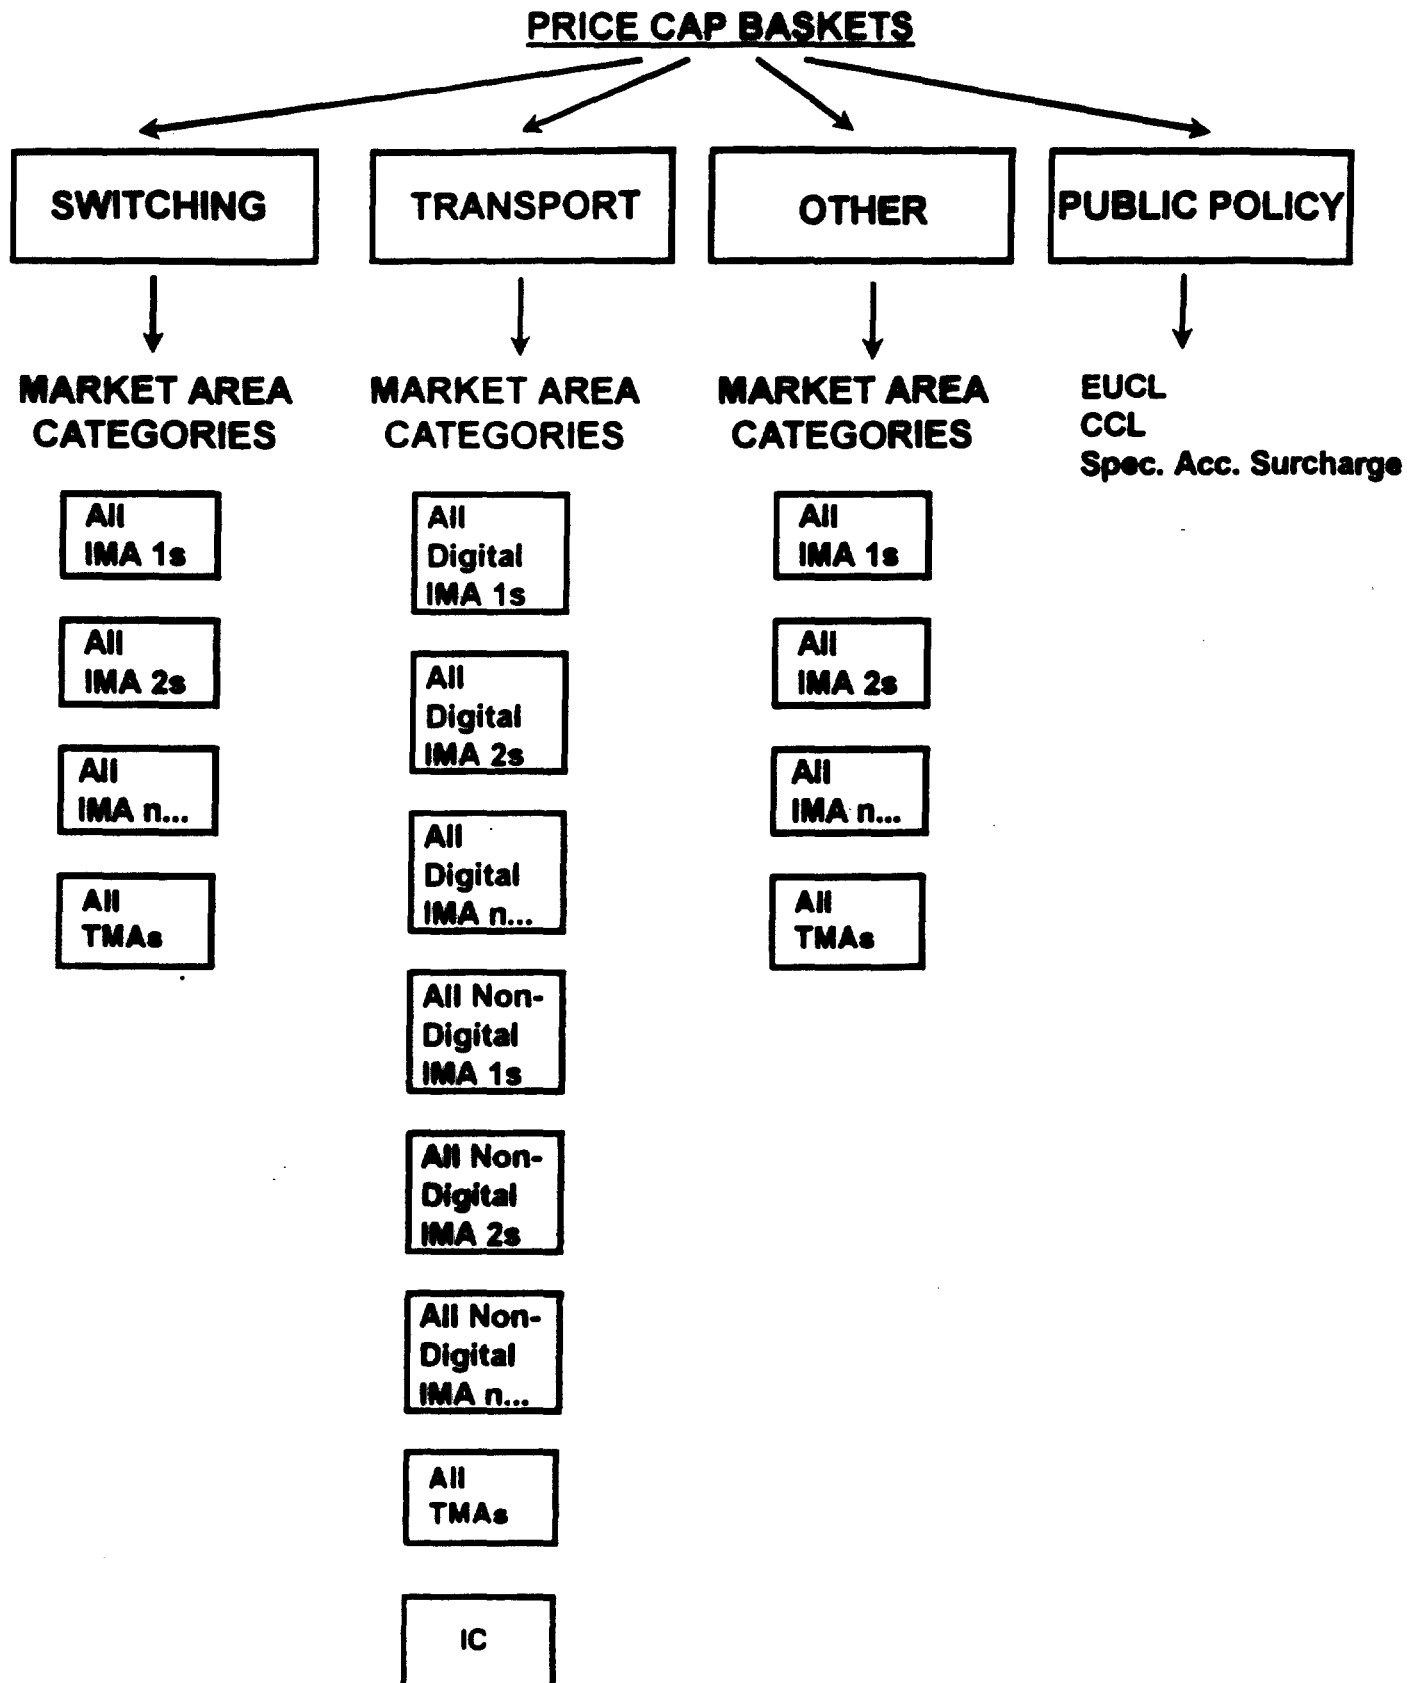 PRICE CAP BASKETS
SWITCHING
TRANSPORT
OTHER
PUBLIC POLICY
MARKET AREA
CATEGORIES
All
IMA 1s
All
IMA 2s
All
IMA n...
All
TMAs
MARKET AREA
CATEGORIES
All
Digital
IMA 1s
All
Digital
IMA 2s
All
Digital
IMA n...
All Non-
Digital
IMA 1s
All Non-
Digital
IMA 2s
All Non-
Digital
IMA n...
All
TMAs
IC
MARKET AREA
CATEGORIES
All
IMA 1s
All
IMA 2s
All
IMA n...
All
TMAs
EUCL
CCL
Spec. Acc. Surcharge